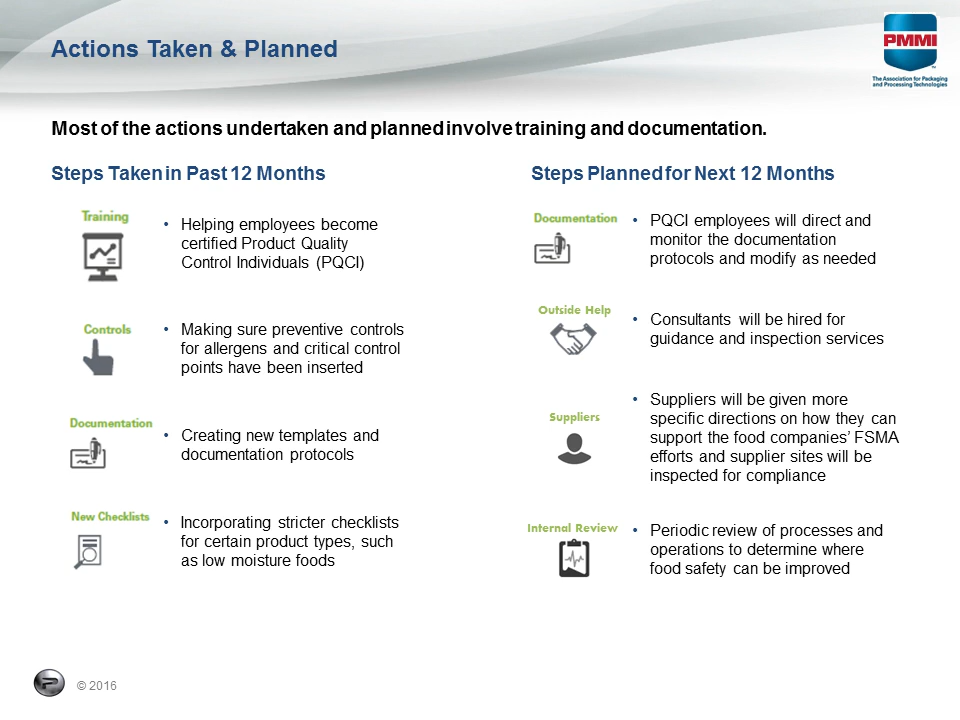 Actions Taken & Planned
PMMI
The Association for Packaging
and Processing Technologies
Most of the actions undertaken and planned involve training and documentation.
Steps Taken in Past 12 Months
Training
• Helping employees become
certified Product Quality
Control Individuals (PQCI)
Controls
• Making sure preventive controls
for allergens and critical control
points have been inserted
Documentation
• Creating new templates and
documentation protocols
New Checklists
• Incorporating stricter checklists
for certain product types, such
as low moisture foods
Steps Planned for Next 12 Months
Documentation
• PQCI employees will direct and
monitor the documentation
protocols and modify as needed
Outside Help
• Consultants will be hired for
guidance and inspection services
Suppliers
• Suppliers will be given more
specific directions on how they can
support the food companies’ FSMA
efforts and supplier sites will be
inspected for compliance
Internal Review
• Periodic review of processes and
operations to determine where
food safety can be improved
© 2016